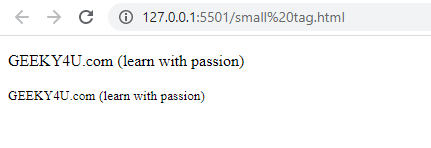 127.0.0.1:5501/small%20tag.html
GEEKY4U.com (learn with passion)
GEEKY4U.com (learn with passion)